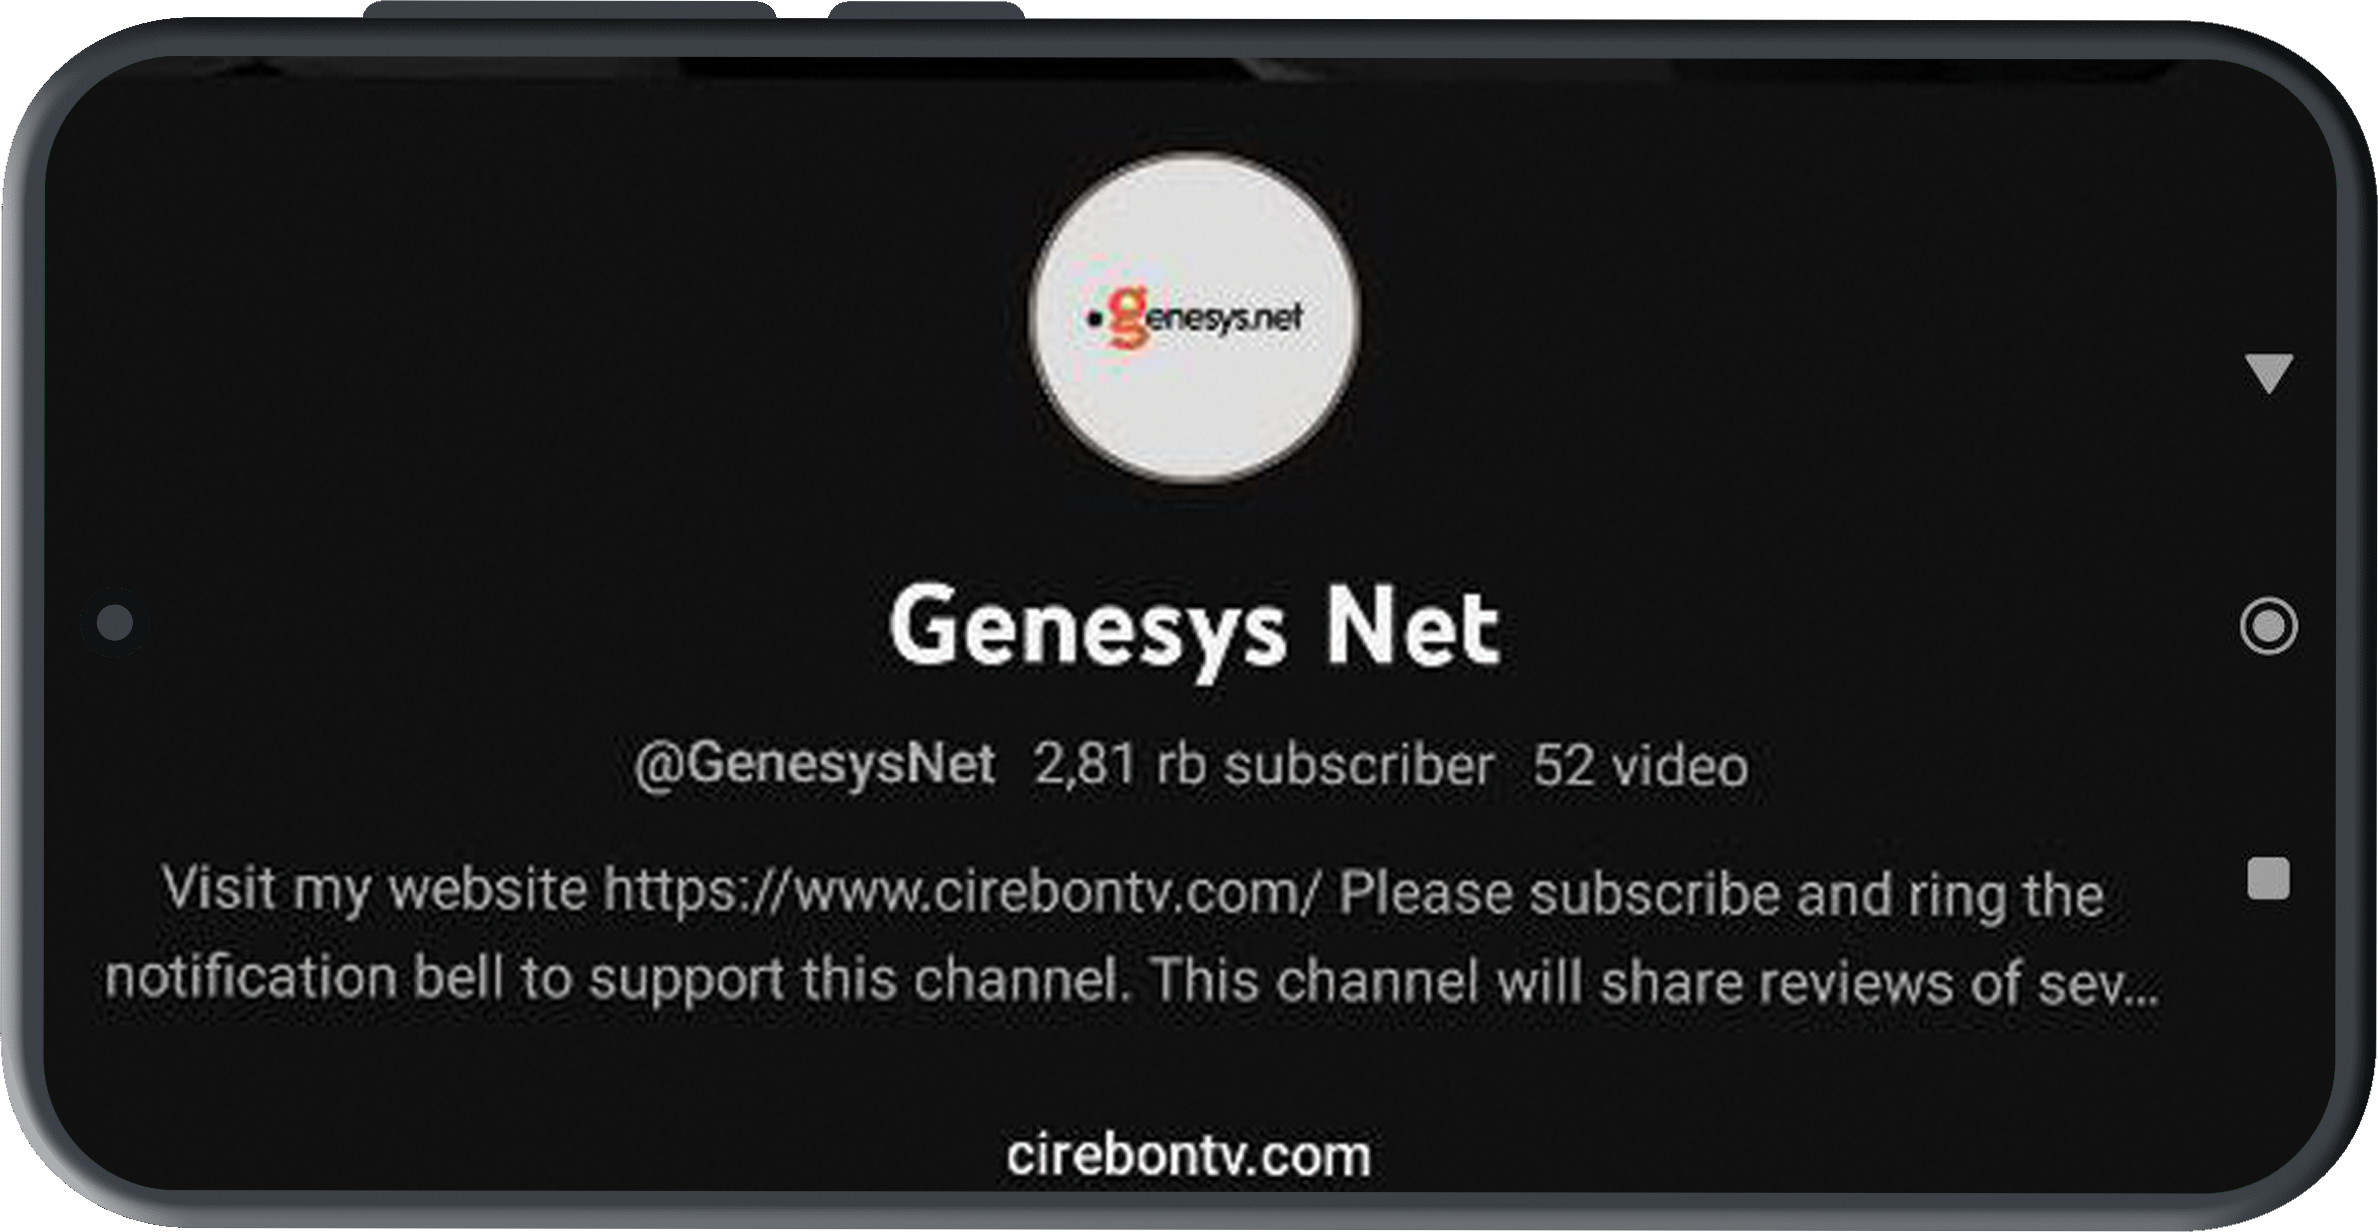 genesys.net
Genesys Net
@GenesysNet 2,81 rb subscriber 52 video
Visit my website https://www.cirebontv.com/ Please subscribe and ring the
notification bell to support this channel. This channel will share reviews of sev...
cirebontv.com